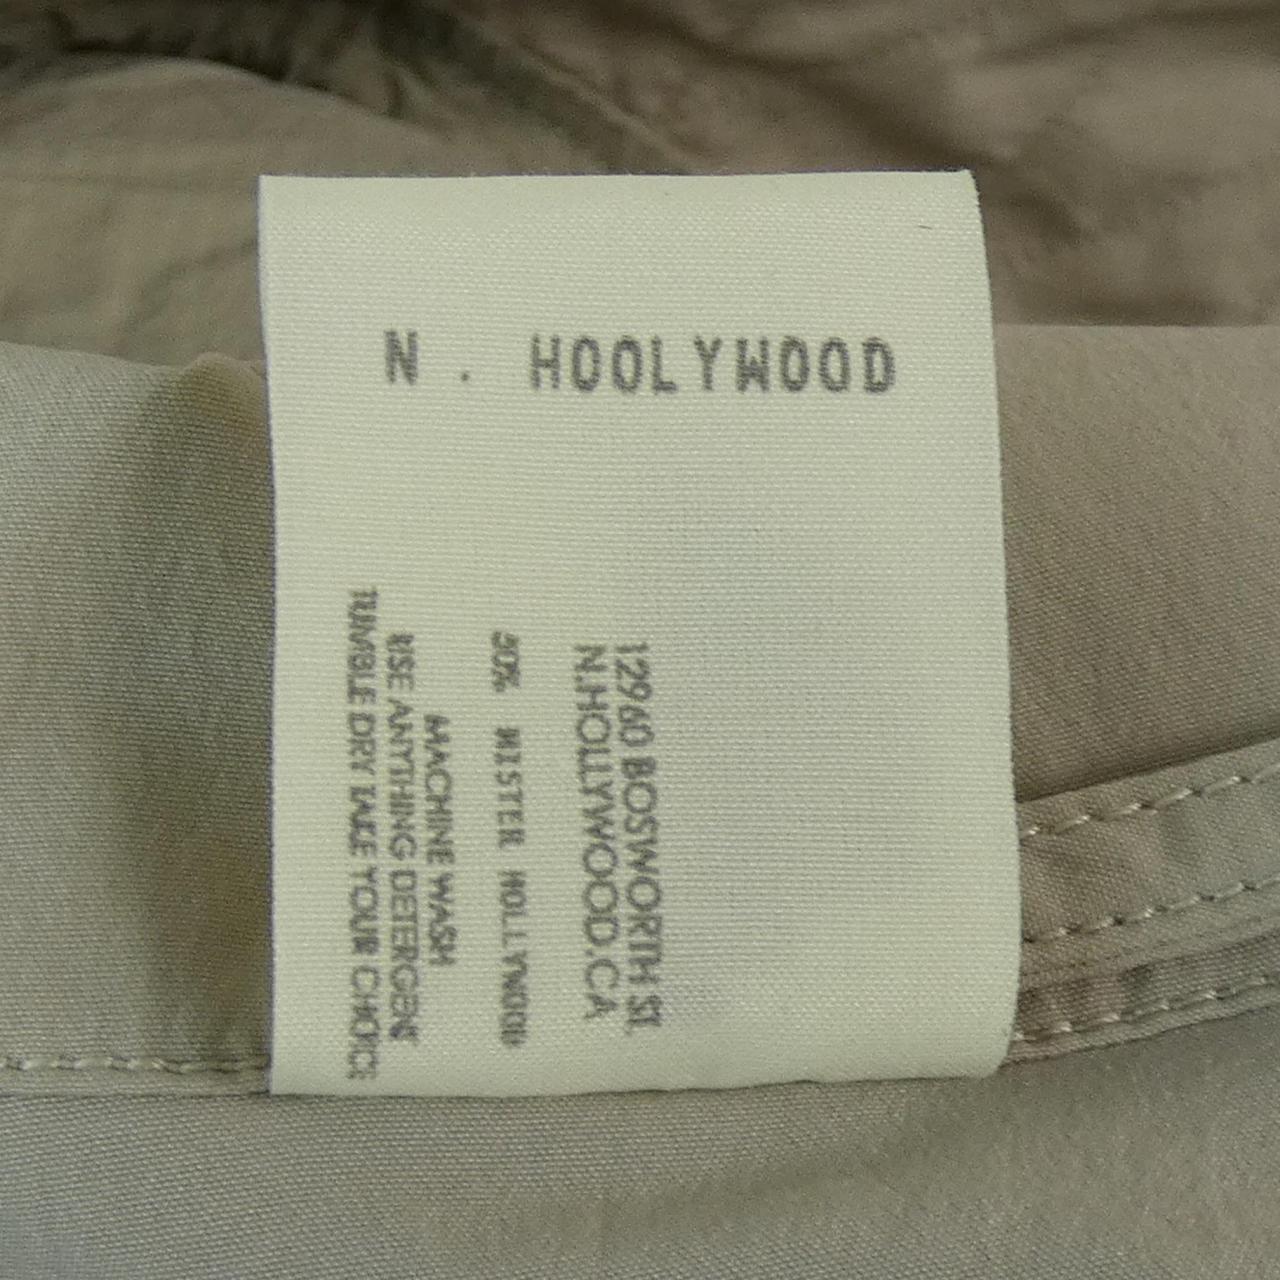 N. HOOLYWOOD
12960 BOSWORTH ST.
N.HOLLYWOOD.CA
50% MISTER HOLLYWOOD
MACHINE WASH
USE ANYTHING DETERGENT
TUMBLE DRY TAKE YOUR CHOICE